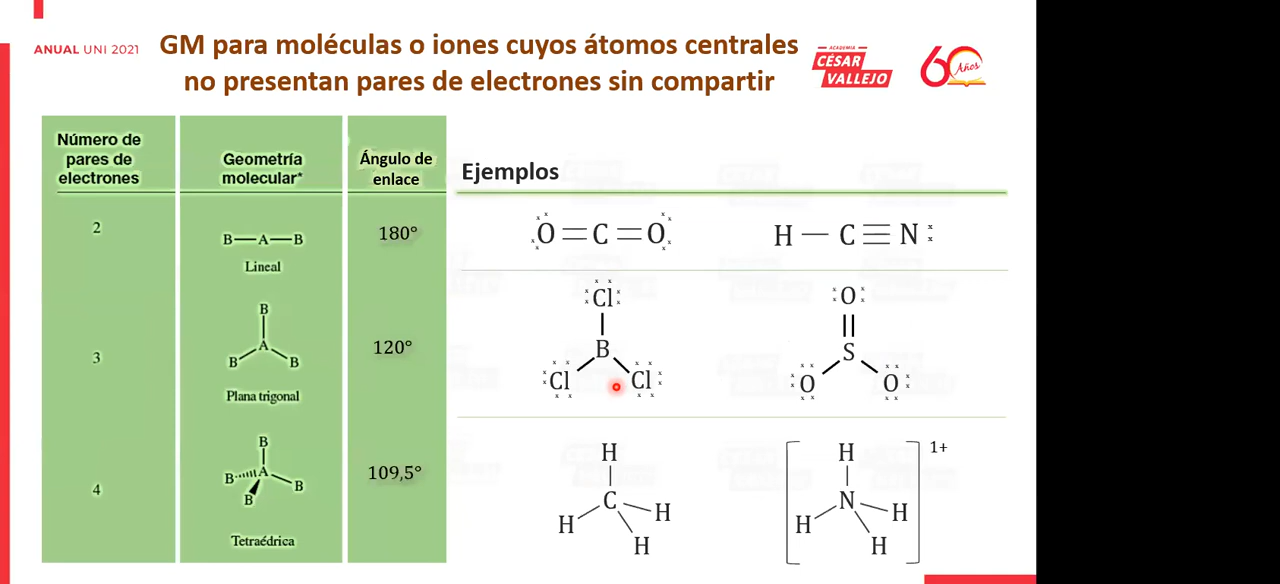 ANUAL UNI 2021
GM para moléculas o iones cuyos átomos centrales
no presentan pares de electrones sin compartir
ACADEMIA
CÉSAR
VALLEJO
60 Años
Número de
pares de
electrones
Geometría
molecular*
Ángulo de
enlace
Ejemplos
2
B—A—B
Lineal
180°
O=C=O
H — C≡N
3
B
A
B B
Plana trigonal
120°
Cl
B
Cl Cl
O
S
O O
4
B
B A
B
B
Tetraédrica
109,5°
H
C
H H
H
H
N
H H
H
1+